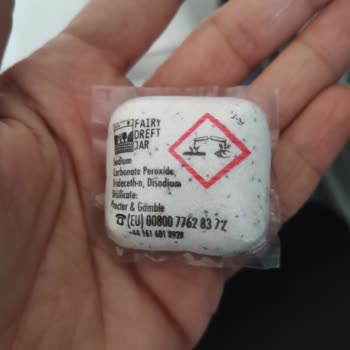 FAIRY
DREFT
JAR
Sodium
Carbonate Peroxide,
Trideceth-n, Disodium
Disilicate:
Procter & Gamble
☎(EU) 00800 7762 83 72
+44 161 601 0920